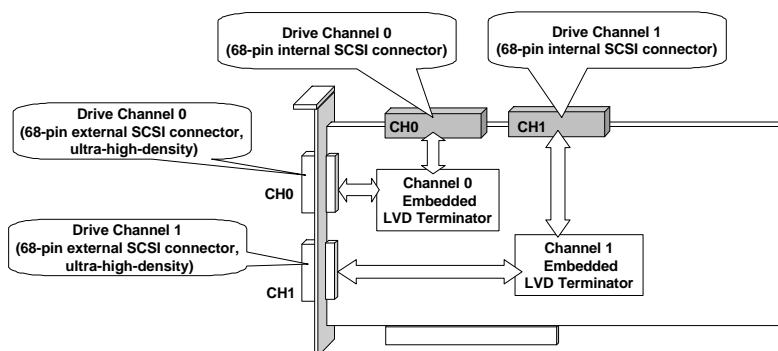 Drive Channel 0
(68-pin internal SCSI connector)
Drive Channel 1
(68-pin internal SCSI connector)
Drive Channel 0
(68-pin external SCSI connector,
ultra-high-density)
CH0
CH1
CH0
Channel 0
Embedded
LVD Terminator
Drive Channel 1
(68-pin external SCSI connector,
ultra-high-density)
CH1
Channel 1
Embedded
LVD Terminator